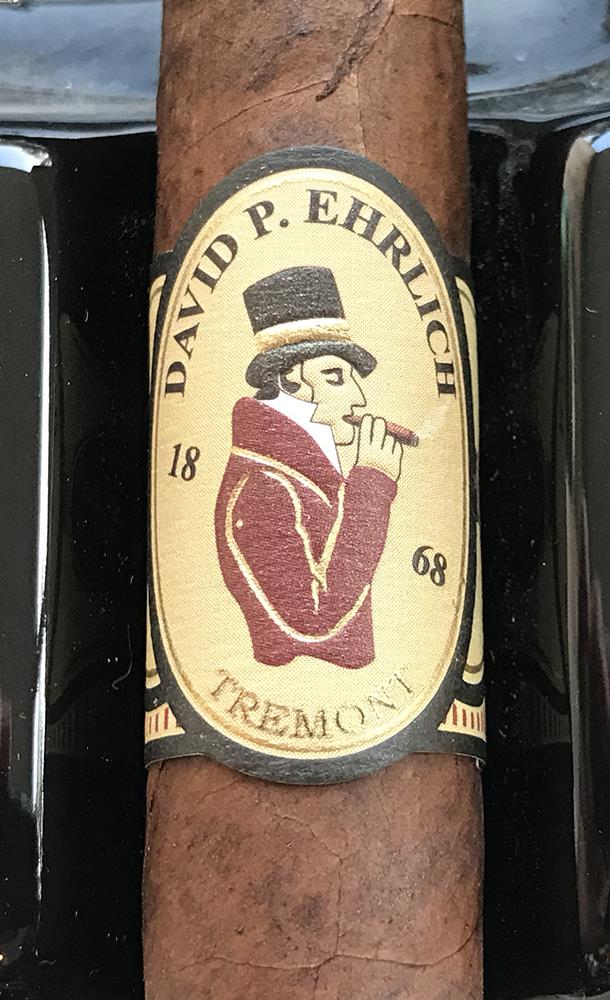 DAVID P. EHRLICH
18
68
TREMONT